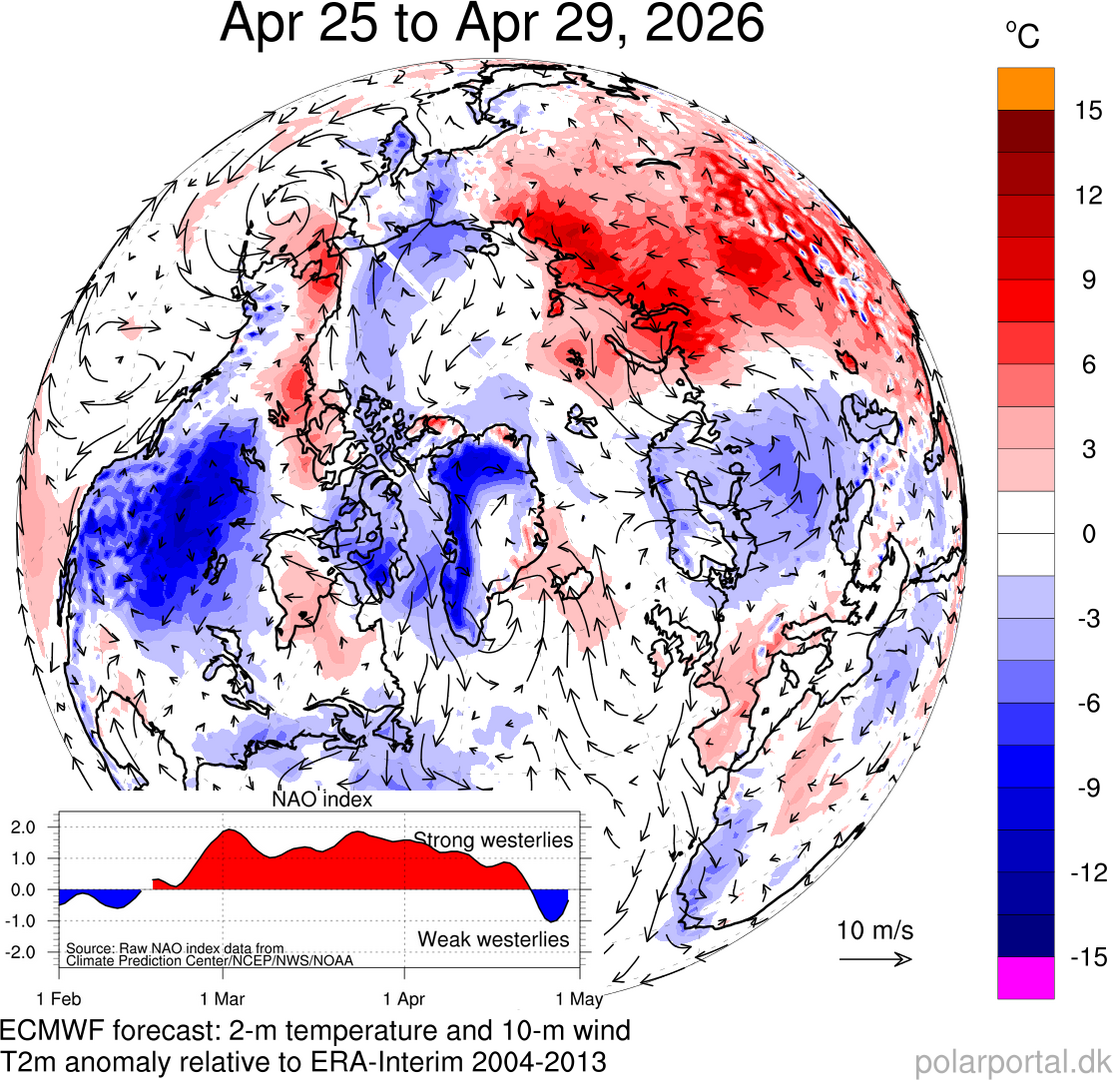 Apr 25 to Apr 29, 2026
°C
15
12
9
6
3
0
-3
-6
-9
-12
-15
10 m/s
NAO index
2.0
1.0
0.0
-1.0
-2.0
Strong westerlies
Weak westerlies
Source: Raw NAO index data from
Climate Prediction Center/NCEP/NWS/NOAA
1 Feb
1 Mar
1 Apr
1 May
ECMWF forecast: 2-m temperature and 10-m wind
T2m anomaly relative to ERA-Interim 2004-2013
polarportal.dk